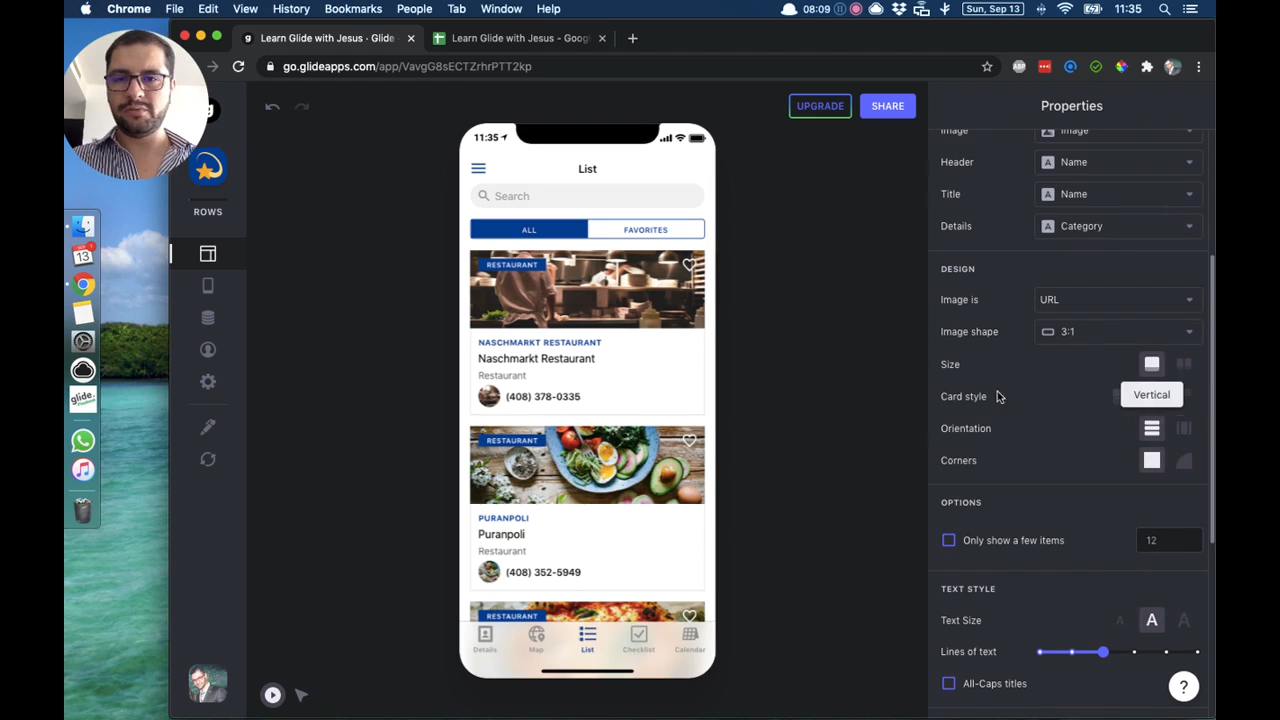 Chrome File Edit View History Bookmarks People Tab Window Help 08:09 Sun, Sep 13 11:35
Learn Glide with Jesus · Glide Learn Glide with Jesus - Goog
go.glideapps.com/app/VavgG8sECTZrhrPTT2kp
g
UPGRADE SHARE Properties
Image A Image
11:35
List
Header A Name
Search
Title A Name
ROWS
ALL FAVORITES
Details A Category
RESTAURANT
DESIGN
13
Image is URL
Image shape 3:1
NASCHMARKT RESTAURANT
Naschmarkt Restaurant
Size
Restaurant
(408) 378-0335
Card style Vertical
glide.
Orientation
RESTAURANT
Corners
OPTIONS
PURANPOLI
Puranpoli
Only show a few items 12
Restaurant
(408) 352-5949
TEXT STYLE
RESTAURANT
Text Size A A A
Details Map List Checklist Calendar
Lines of text
All-Caps titles
?